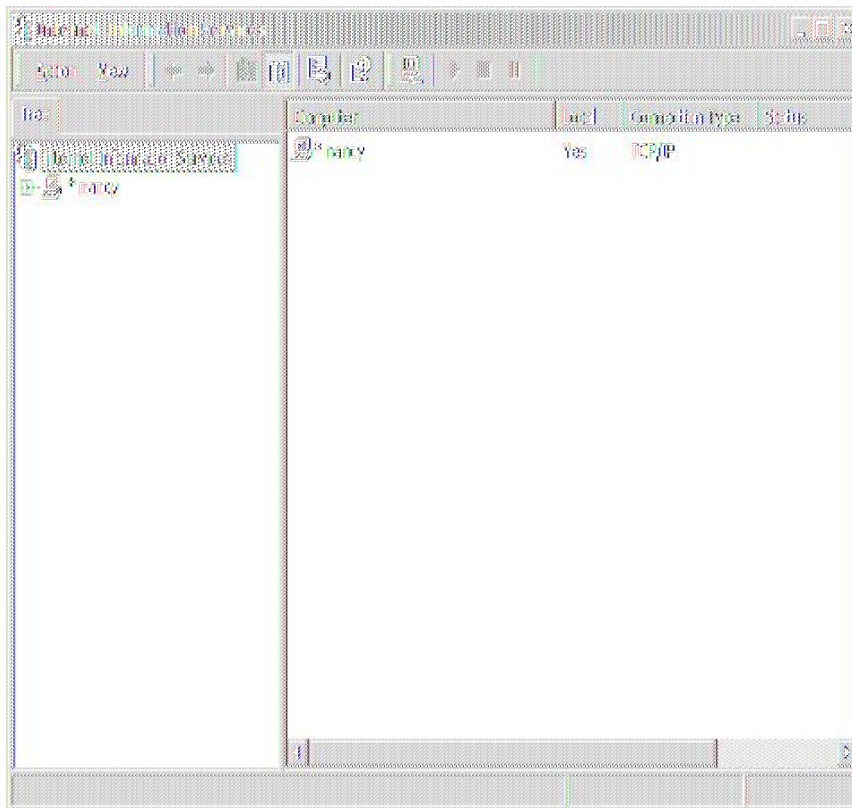 Internet Information Services
Action View
Tree
Computer Local Connection Type Status
Internet Information Services
* nancy
* nancy Yes TCP/IP